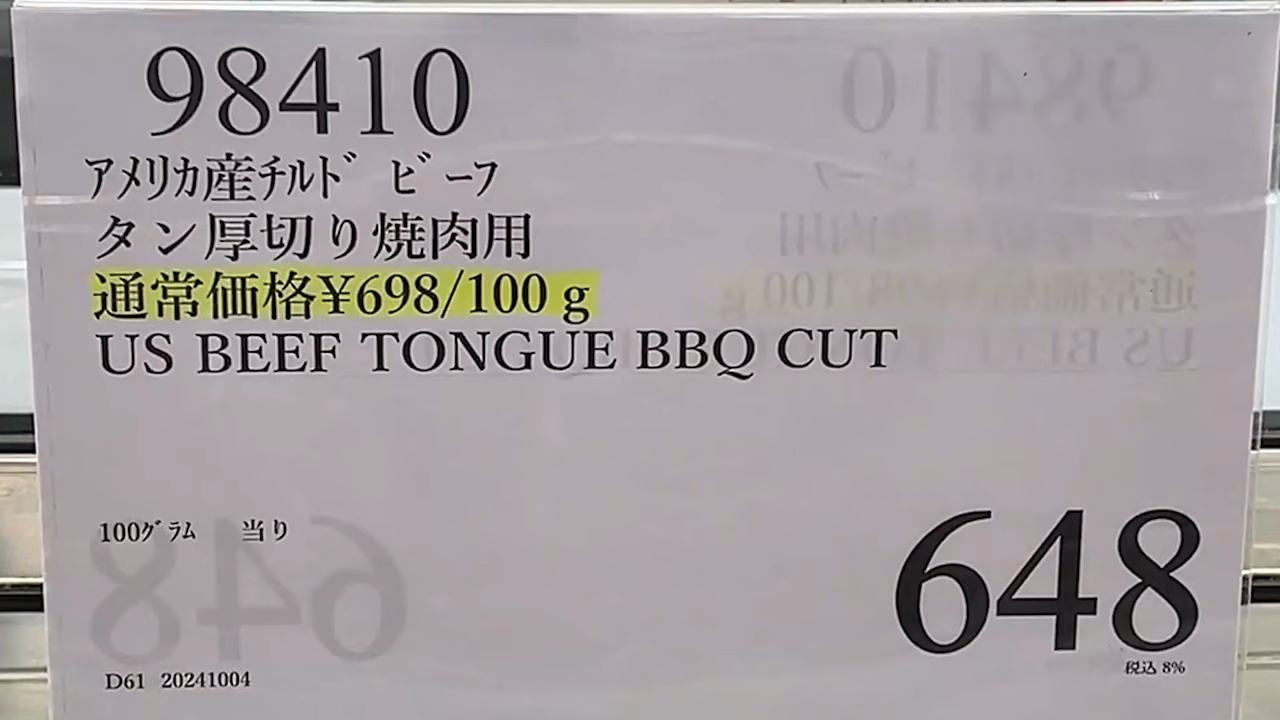 98410
ｱﾒﾘｶ産ﾁﾙﾄﾞ ﾋﾞｰﾌ
タン厚切り焼肉用
通常価格¥698/100ｇ
US BEEF TONGUE BBQ CUT
100ｸﾞﾗﾑ 当り
648
税込 8%
D61 20241004